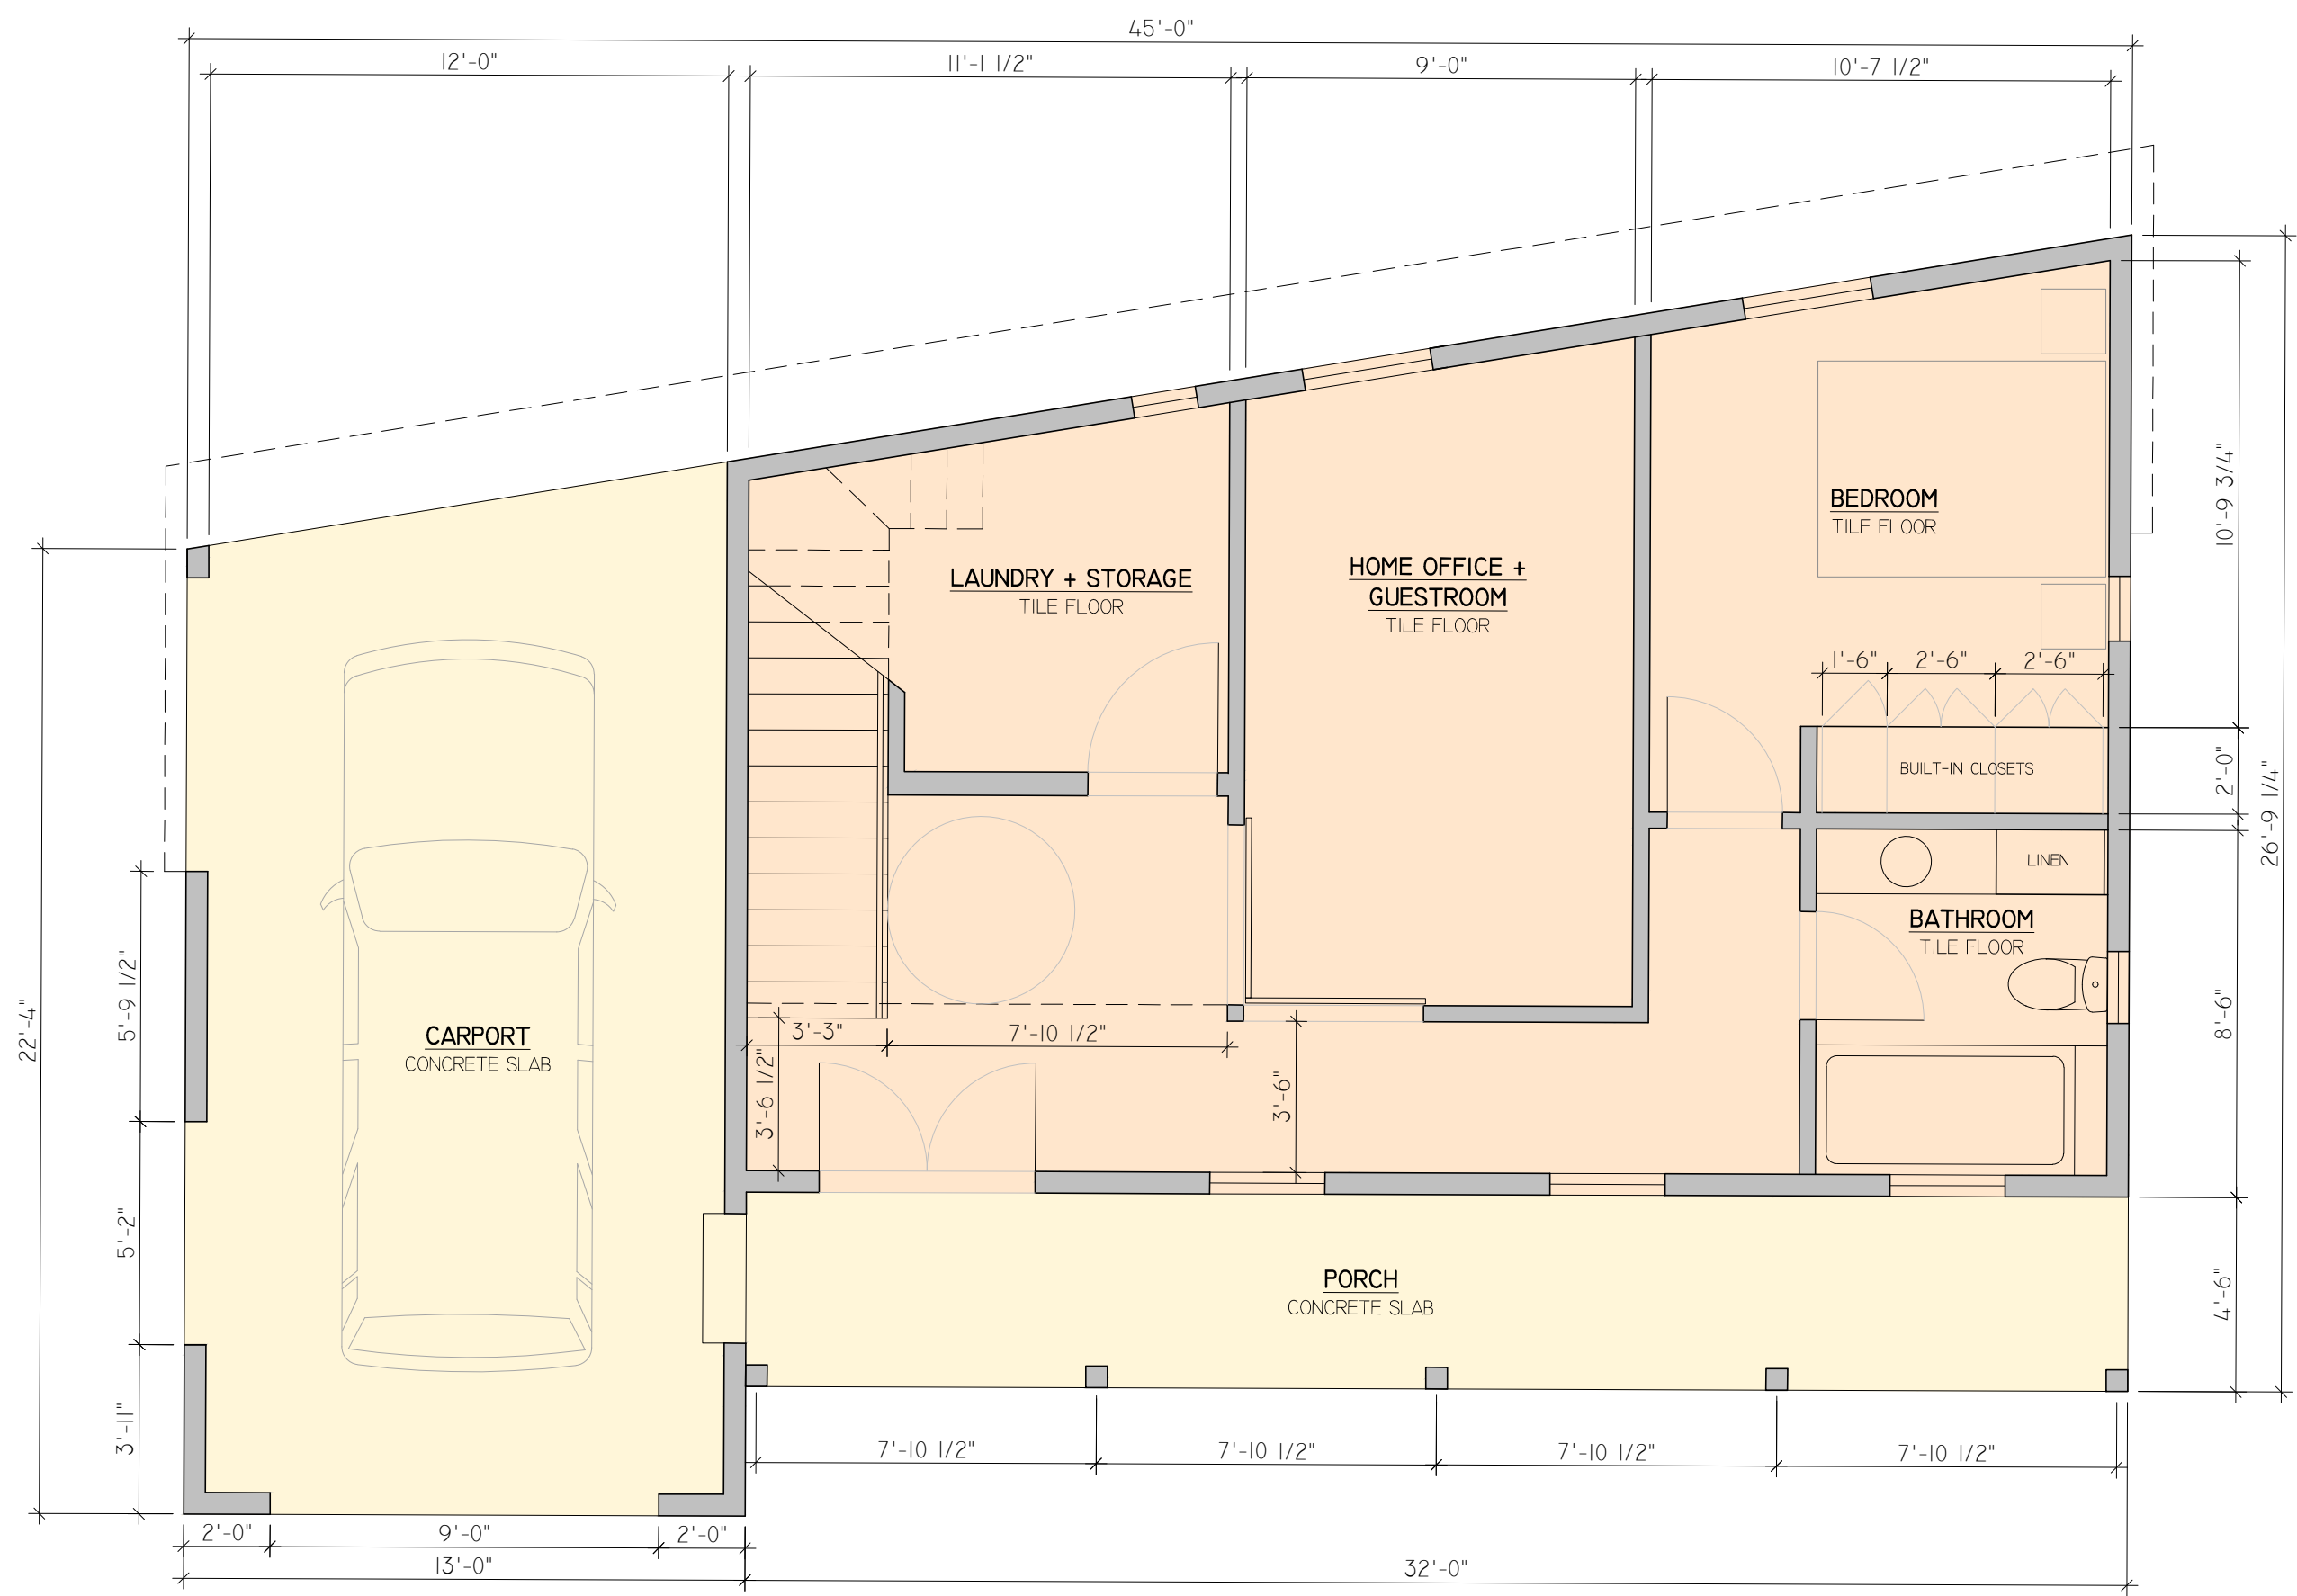 45'-0"
12'-0"
11'-1 1/2"
9'-0"
10'-7 1/2"
10'-9 3/4"
BEDROOM
TILE FLOOR
HOME OFFICE +
GUESTROOM
TILE FLOOR
LAUNDRY + STORAGE
TILE FLOOR
1'-6"
2'-6"
2'-6"
BUILT-IN CLOSETS
2'-0"
26'-9 1/4"
LINEN
BATHROOM
TILE FLOOR
5'-9 1/2"
22'-4"
8'-6"
CARPORT
CONCRETE SLAB
3'-3"
7'-10 1/2"
3'-6 1/2"
3'-6"
5'-2"
PORCH
CONCRETE SLAB
4'-6"
3'-11"
7'-10 1/2"
7'-10 1/2"
7'-10 1/2"
7'-10 1/2"
2'-0"
9'-0"
2'-0"
13'-0"
32'-0"